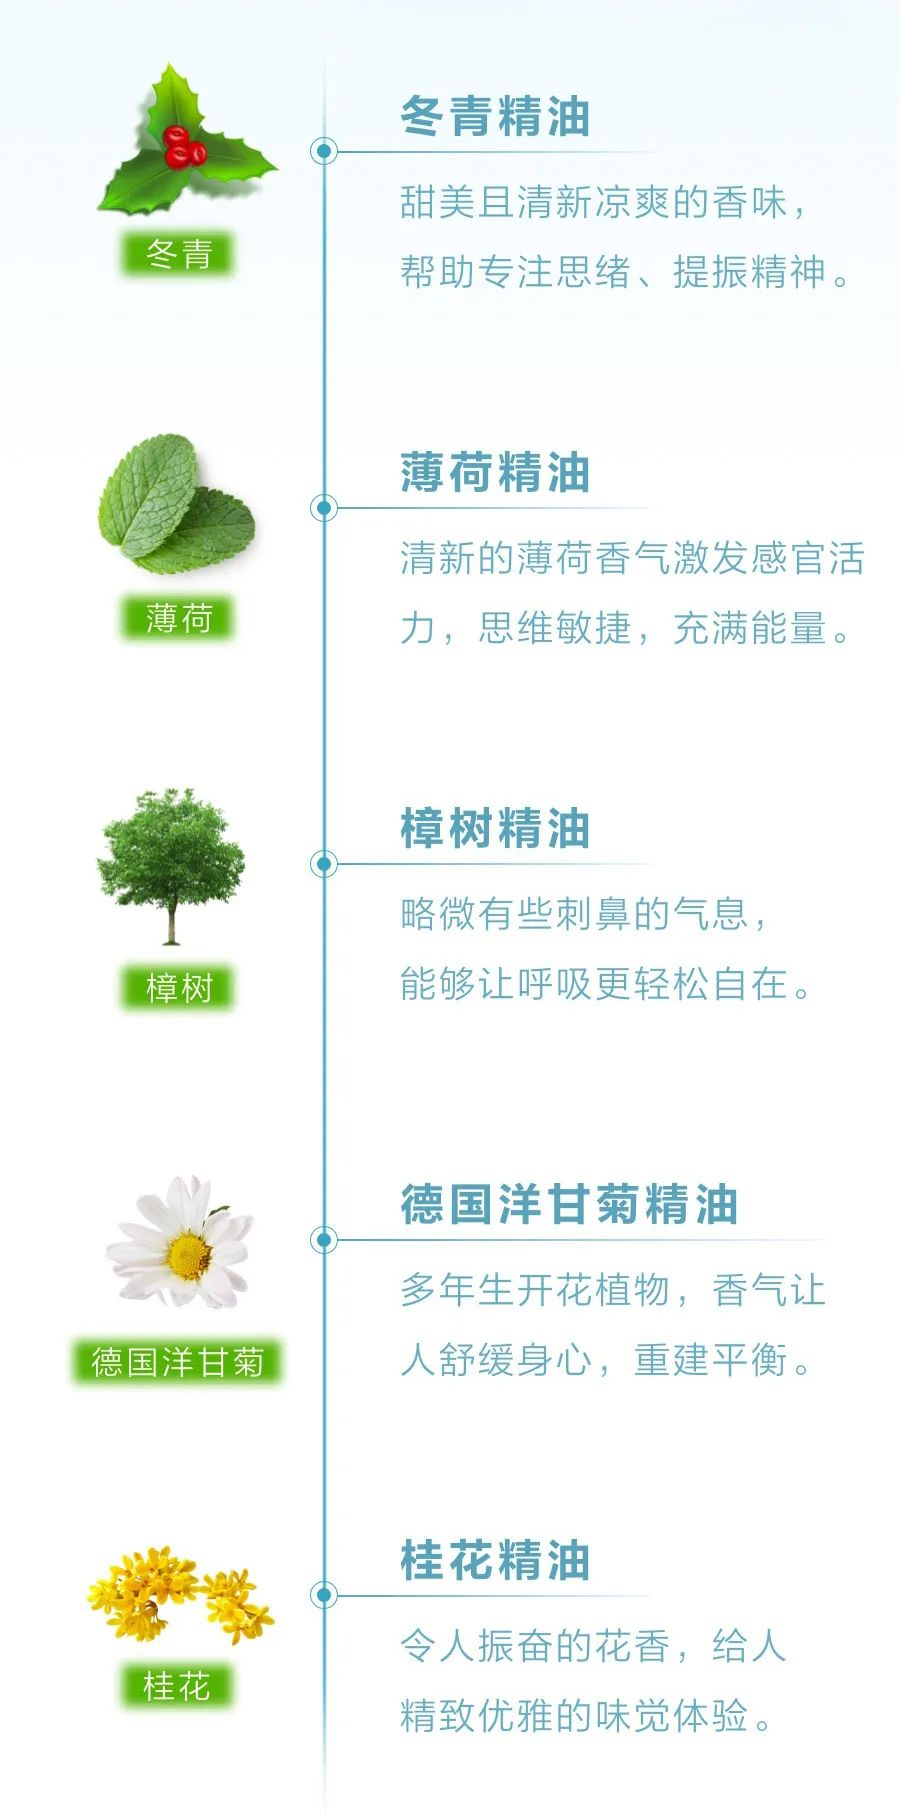 冬青精油
甜美且清新凉爽的香味，
帮助专注思绪、提振精神。
冬青
薄荷精油
清新的薄荷香气激发感官活
力，思维敏捷，充满能量。
薄荷
樟树精油
略微有些刺鼻的气息，
能够让呼吸更轻松自在。
樟树
德国洋甘菊精油
多年生开花植物，香气让
人舒缓身心，重建平衡。
德国洋甘菊
桂花精油
令人振奋的花香，给人
精致优雅的味觉体验。
桂花